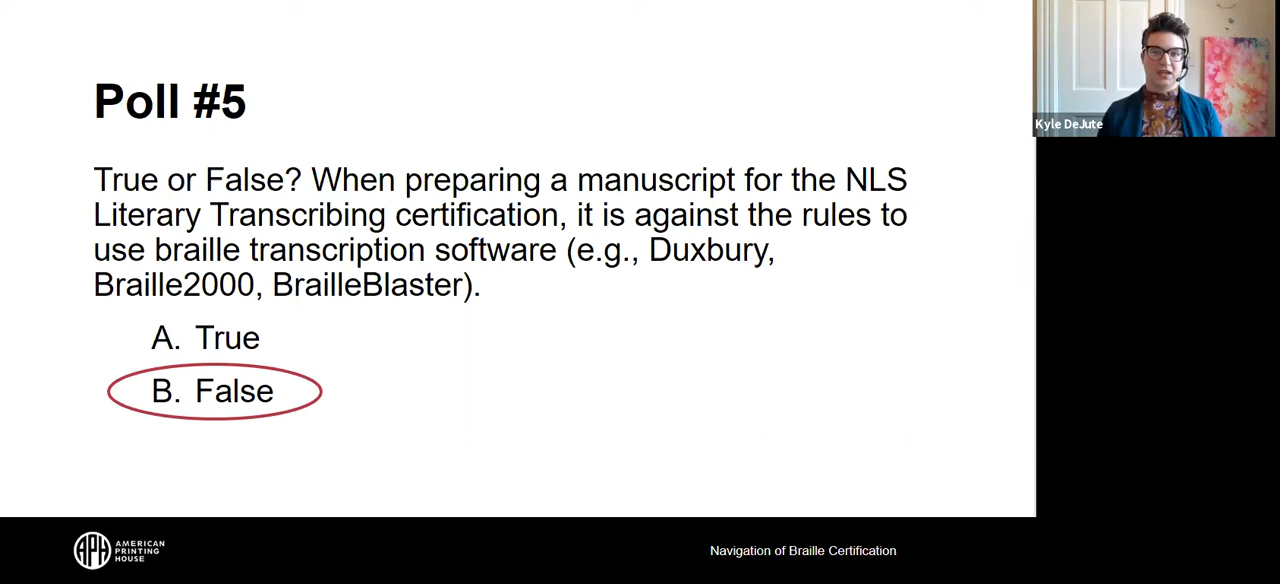 Poll #5
True or False? When preparing a manuscript for the NLS
Literary Transcribing certification, it is against the rules to
use braille transcription software (e.g., Duxbury,
Braille2000, BrailleBlaster).
A. True
B. False
Kyle DeJute
APH
AMERICAN
PRINTING
HOUSE
Navigation of Braille Certification